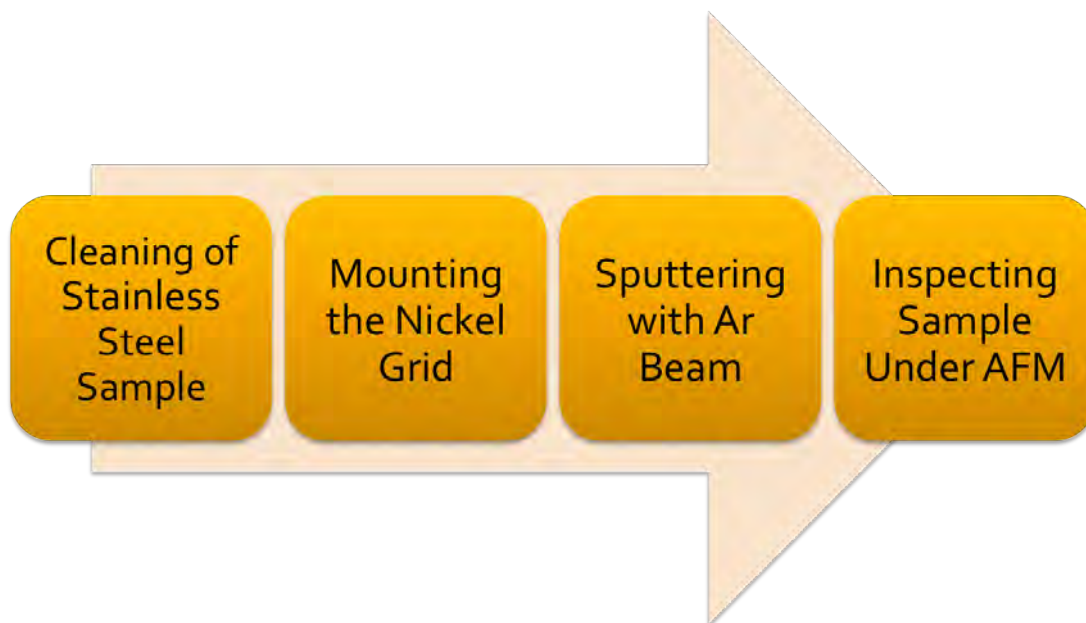 Cleaning of
Stainless
Steel
Sample
Mounting
the Nickel
Grid
Sputtering
with Ar
Beam
Inspecting
Sample
Under AFM